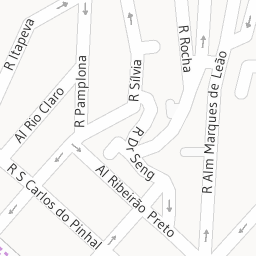 R Itapeva
R Pamplona
R Sílvia
R Rocha
R Alm Marques de Leão
Al Rio Claro
R Dr Seng
R S Carlos do Pinhal
Al Ribeirão Preto